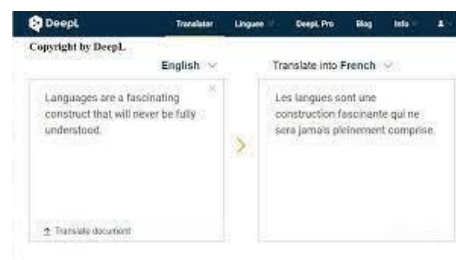 DeepL Translator Linguee DeepL Pro Blog Info
Copyright by DeepL
English Translate into French
Languages are a fascinating
construct that will never be fully
understood.
Les langues sont une
construction fascinante qui ne
sera jamais pleinement comprise.
Translate document